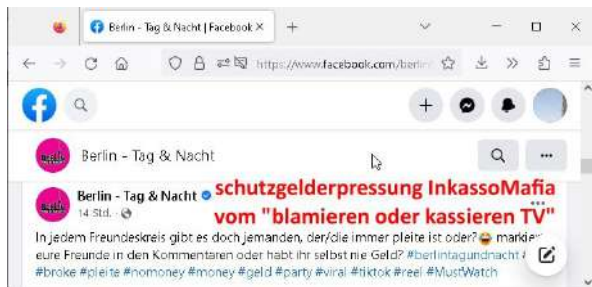 Berlin - Tag & Nacht | Facebook
https://www.facebook.com/berlin
Berlin - Tag & Nacht
Berlin - Tag & Nacht
schutzgelderpressung InkassoMafia
14 Std.
vom "blamieren oder kassieren TV"
In jedem Freundeskreis gibt es doch jemanden, der/die immer pleite ist oder?😂 markiert
eure Freunde in den Kommentaren oder habt ihr selbst nie Geld? #berlintagundnacht
#broke #pleite #nomoney #money #geld #party #viral #tiktok #reel #MustWatch